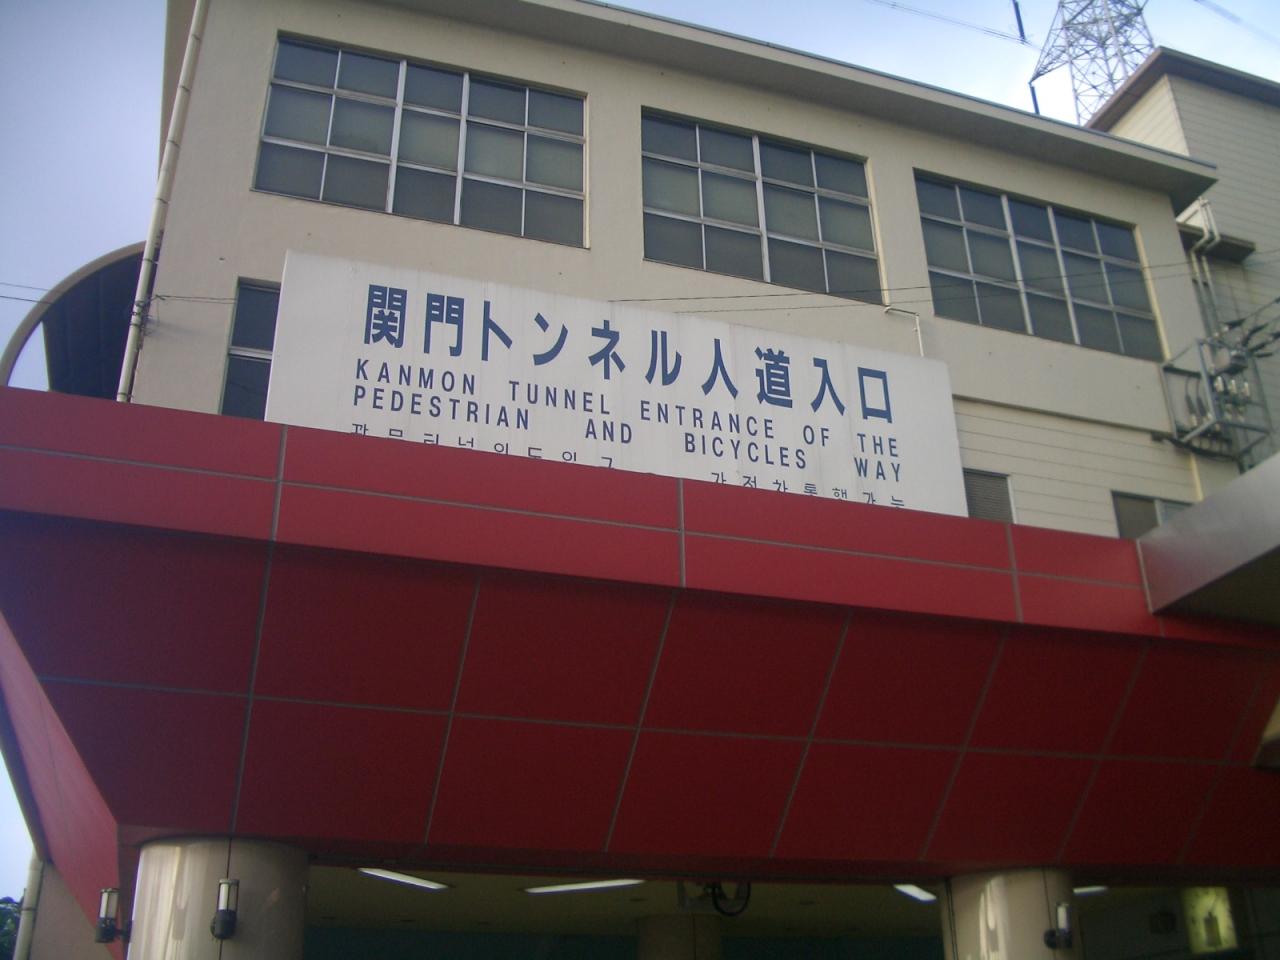 関門トンネル人道入口
KANMON TUNNEL ENTRANCE OF THE
PEDESTRIAN AND BICYCLES WAY